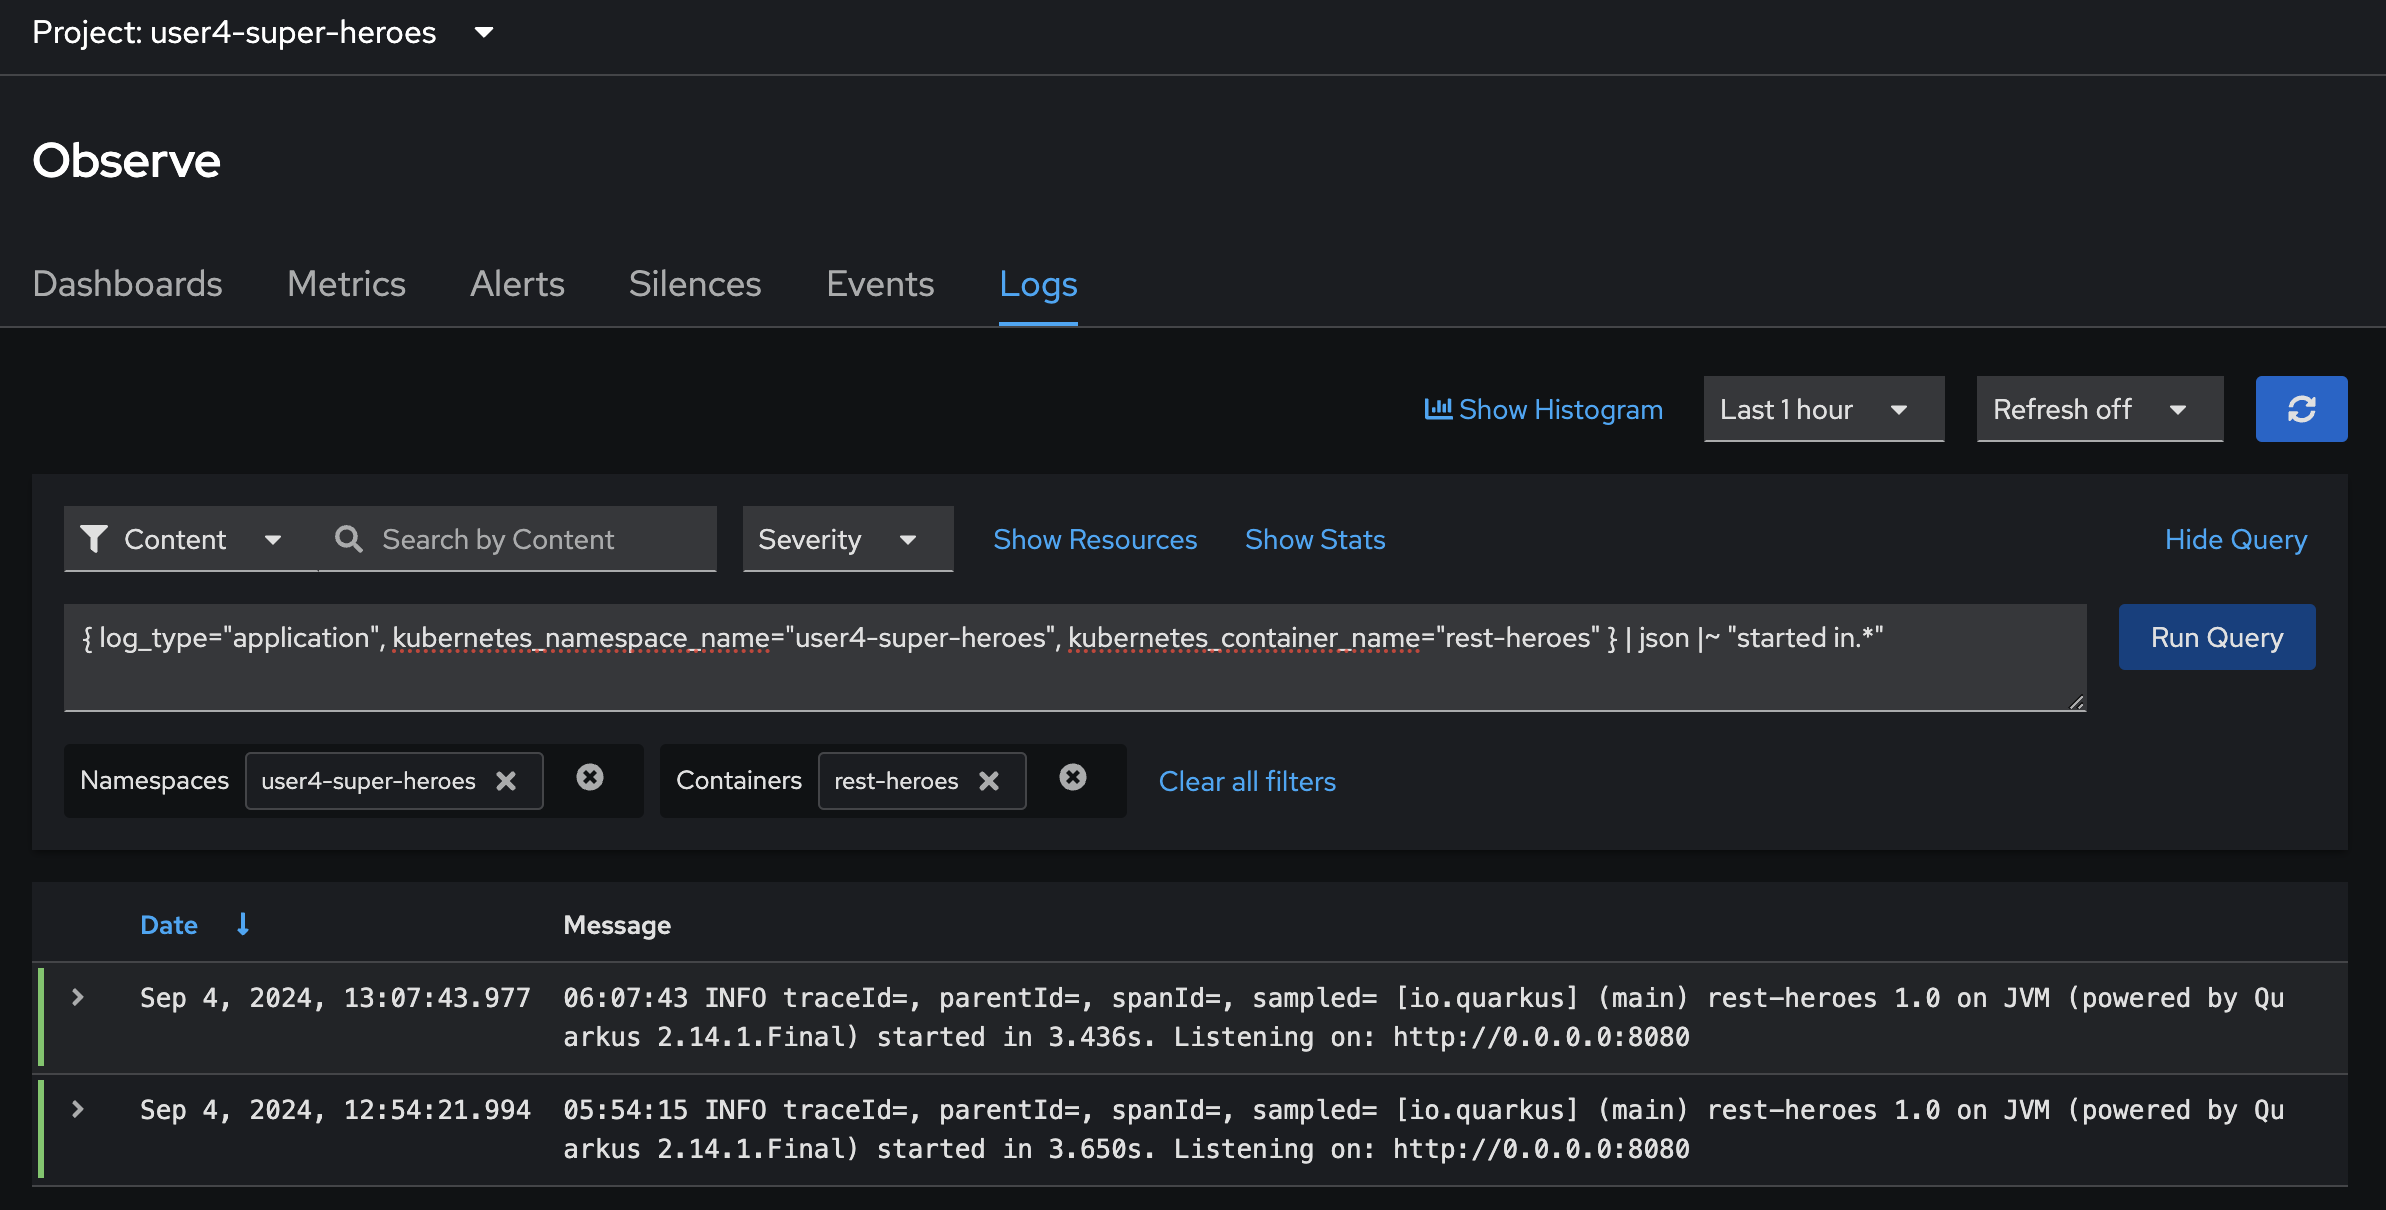 Project: user4-super-heroes
Observe
Dashboards Metrics Alerts Silences Events Logs
Show Histogram Last 1 hour Refresh off
Content Search by Content Severity Show Resources Show Stats Hide Query
{ log_type="application", kubernetes_namespace_name="user4-super-heroes", kubernetes_container_name="rest-heroes" } | json |~ "started in.*"
Run Query
Namespaces user4-super-heroes Containers rest-heroes Clear all filters
Date Message
Sep 4, 2024, 13:07:43.977 06:07:43 INFO traceId=, parentId=, spanId=, sampled= [io.quarkus] (main) rest-heroes 1.0 on JVM (powered by Qu
arkus 2.14.1.Final) started in 3.436s. Listening on: http://0.0.0.0:8080
Sep 4, 2024, 12:54:21.994 05:54:15 INFO traceId=, parentId=, spanId=, sampled= [io.quarkus] (main) rest-heroes 1.0 on JVM (powered by Qu
arkus 2.14.1.Final) started in 3.650s. Listening on: http://0.0.0.0:8080